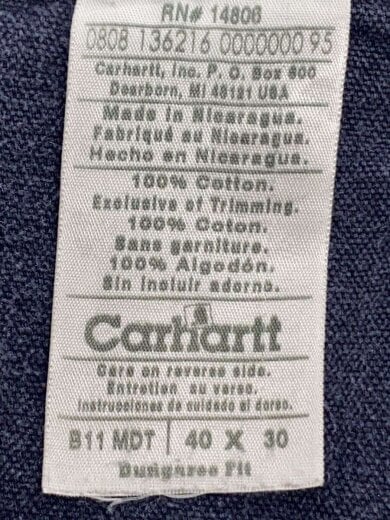 RN# 14806
0808 136216 0000000 95
Carhartt, Inc. P. O. Box 600
Dearborn, MI 48121 USA
Made in Nicaragua.
Fabriqué au Nicaragua.
Hecho en Nicaragua.
100% Cotton.
Exclusive of Trimming.
100% Coton.
Sans garniture.
100% Algodón.
Sin incluir adorno.
Carhartt
Care on reverse side.
Entretien au verso.
Instrucciones de cuidado al dorso.
B11 MDT | 40 X 30
Dungaree Fit